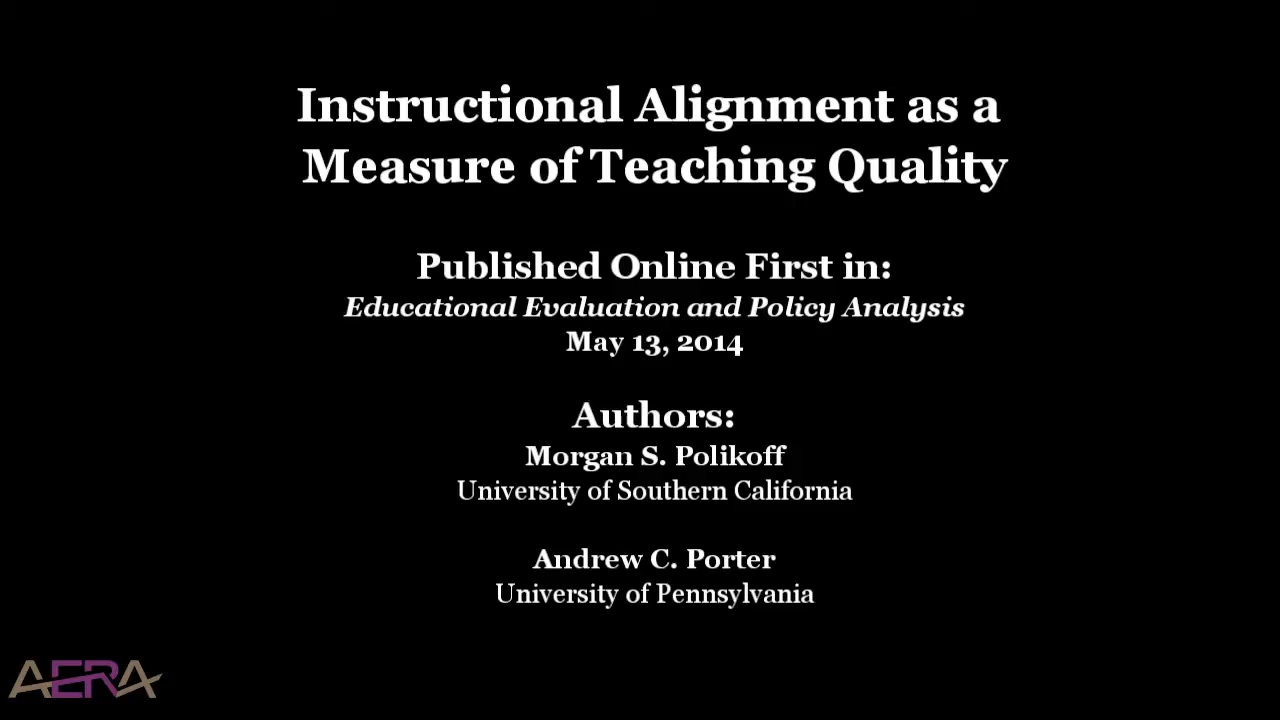 Instructional Alignment as a
Measure of Teaching Quality
Published Online First in:
Educational Evaluation and Policy Analysis
May 13, 2014
Authors:
Morgan S. Polikoff
University of Southern California
Andrew C. Porter
University of Pennsylvania
AERA